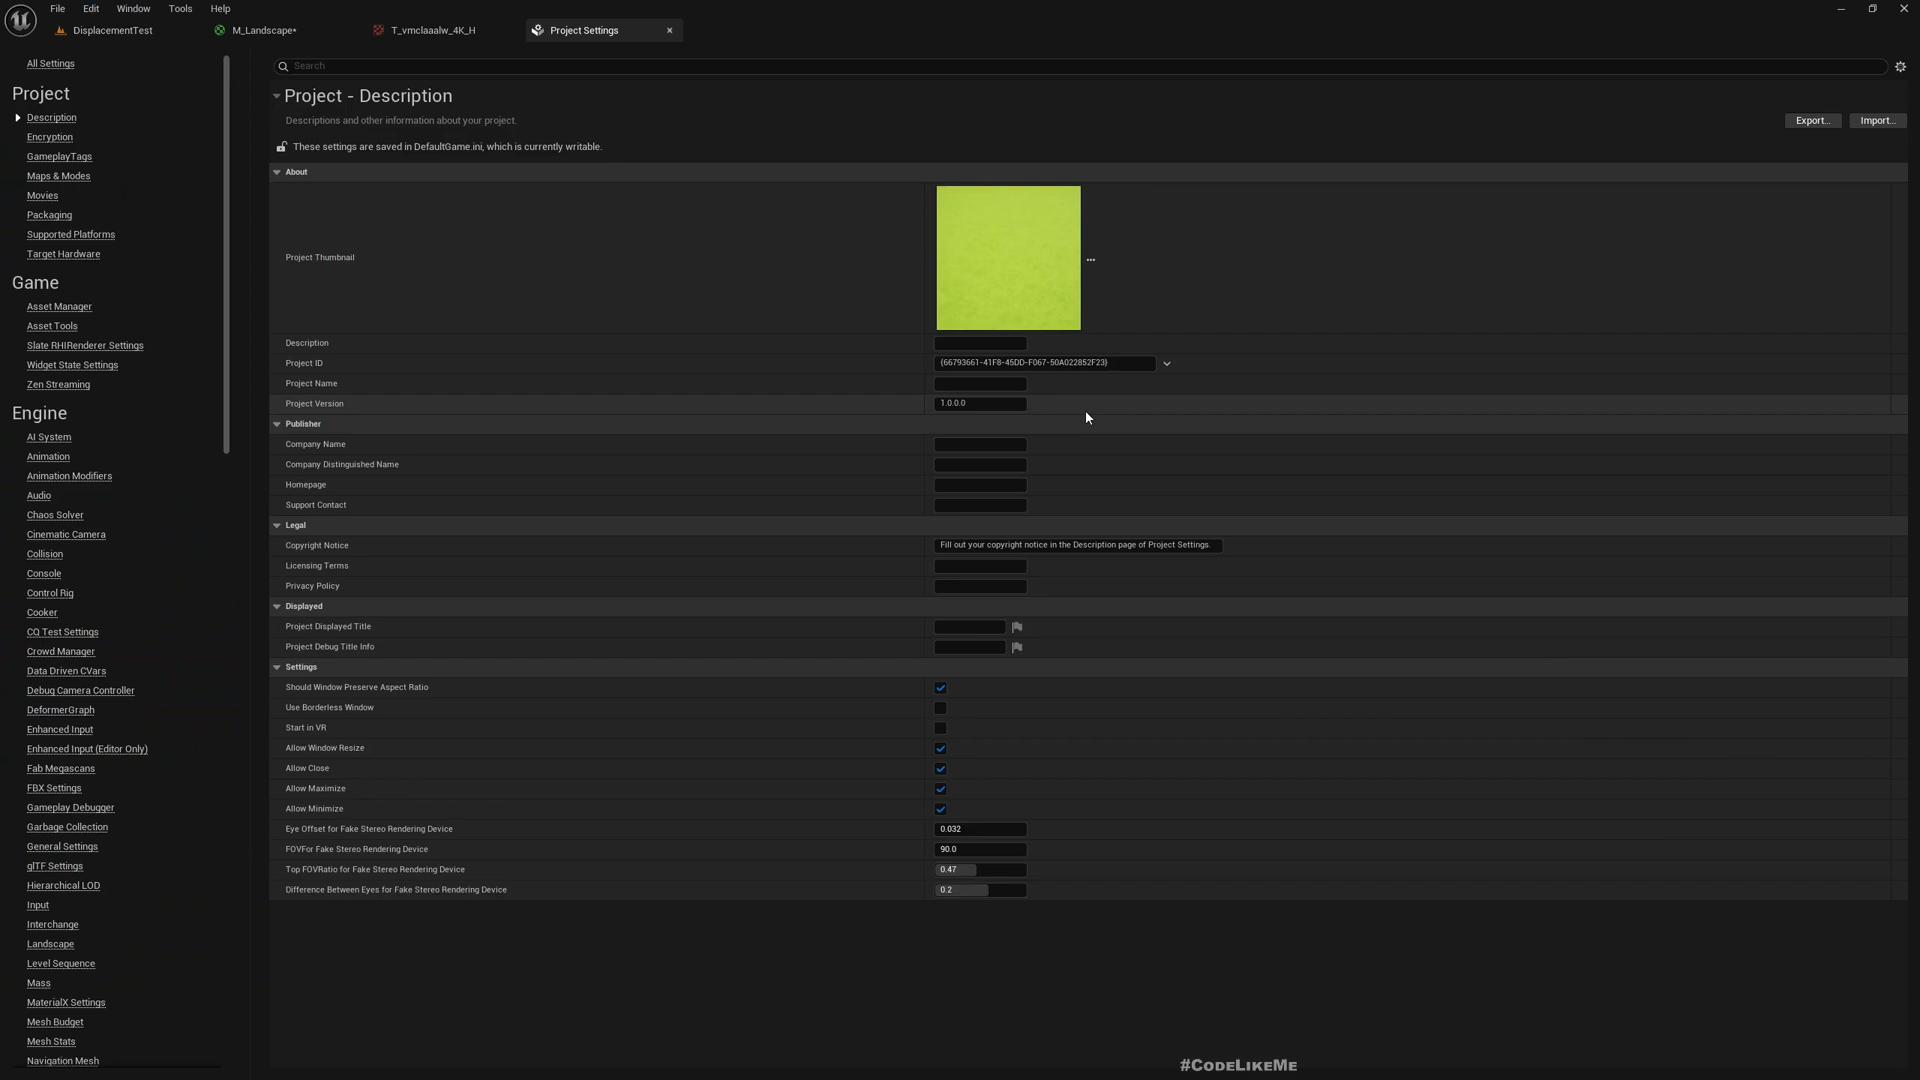 File Edit Window Tools Help
DisplacementTest
M_Landscape*
T_vmclaaalw_4K_H
Project Settings
All Settings
Project
Description
Encryption
GameplayTags
Maps & Modes
Movies
Packaging
Supported Platforms
Target Hardware
Game
Asset Manager
Asset Tools
Slate RHIRenderer Settings
Widget State Settings
Zen Streaming
Engine
AI System
Animation
Animation Modifiers
Audio
Chaos Solver
Cinematic Camera
Collision
Console
Control Rig
Cooker
CQ Test Settings
Crowd Manager
Data Driven CVars
Debug Camera Controller
DeformerGraph
Enhanced Input
Enhanced Input (Editor Only)
Fab Megascans
FBX Settings
Gameplay Debugger
Garbage Collection
General Settings
glTF Settings
Hierarchical LOD
Input
Interchange
Landscape
Level Sequence
Mass
MaterialX Settings
Mesh Budget
Mesh Stats
Navigation Mesh
Search
Project - Description
Descriptions and other information about your project.
Export... Import...
These settings are saved in DefaultGame.ini, which is currently writable.
About
Project Thumbnail
Description
Project ID {66793661-41F8-45DD-F067-50A022852F23}
Project Name
Project Version 1.0.0.0
Publisher
Company Name
Company Distinguished Name
Homepage
Support Contact
Legal
Copyright Notice Fill out your copyright notice in the Description page of Project Settings.
Licensing Terms
Privacy Policy
Displayed
Project Displayed Title
Project Debug Title Info
Settings
Should Window Preserve Aspect Ratio
Use Borderless Window
Start in VR
Allow Window Resize
Allow Close
Allow Maximize
Allow Minimize
Eye Offset for Fake Stereo Rendering Device 0.032
FOVFor Fake Stereo Rendering Device 90.0
Top FOVRatio for Fake Stereo Rendering Device 0.47
Difference Between Eyes for Fake Stereo Rendering Device 0.2
#CodeLikeMe